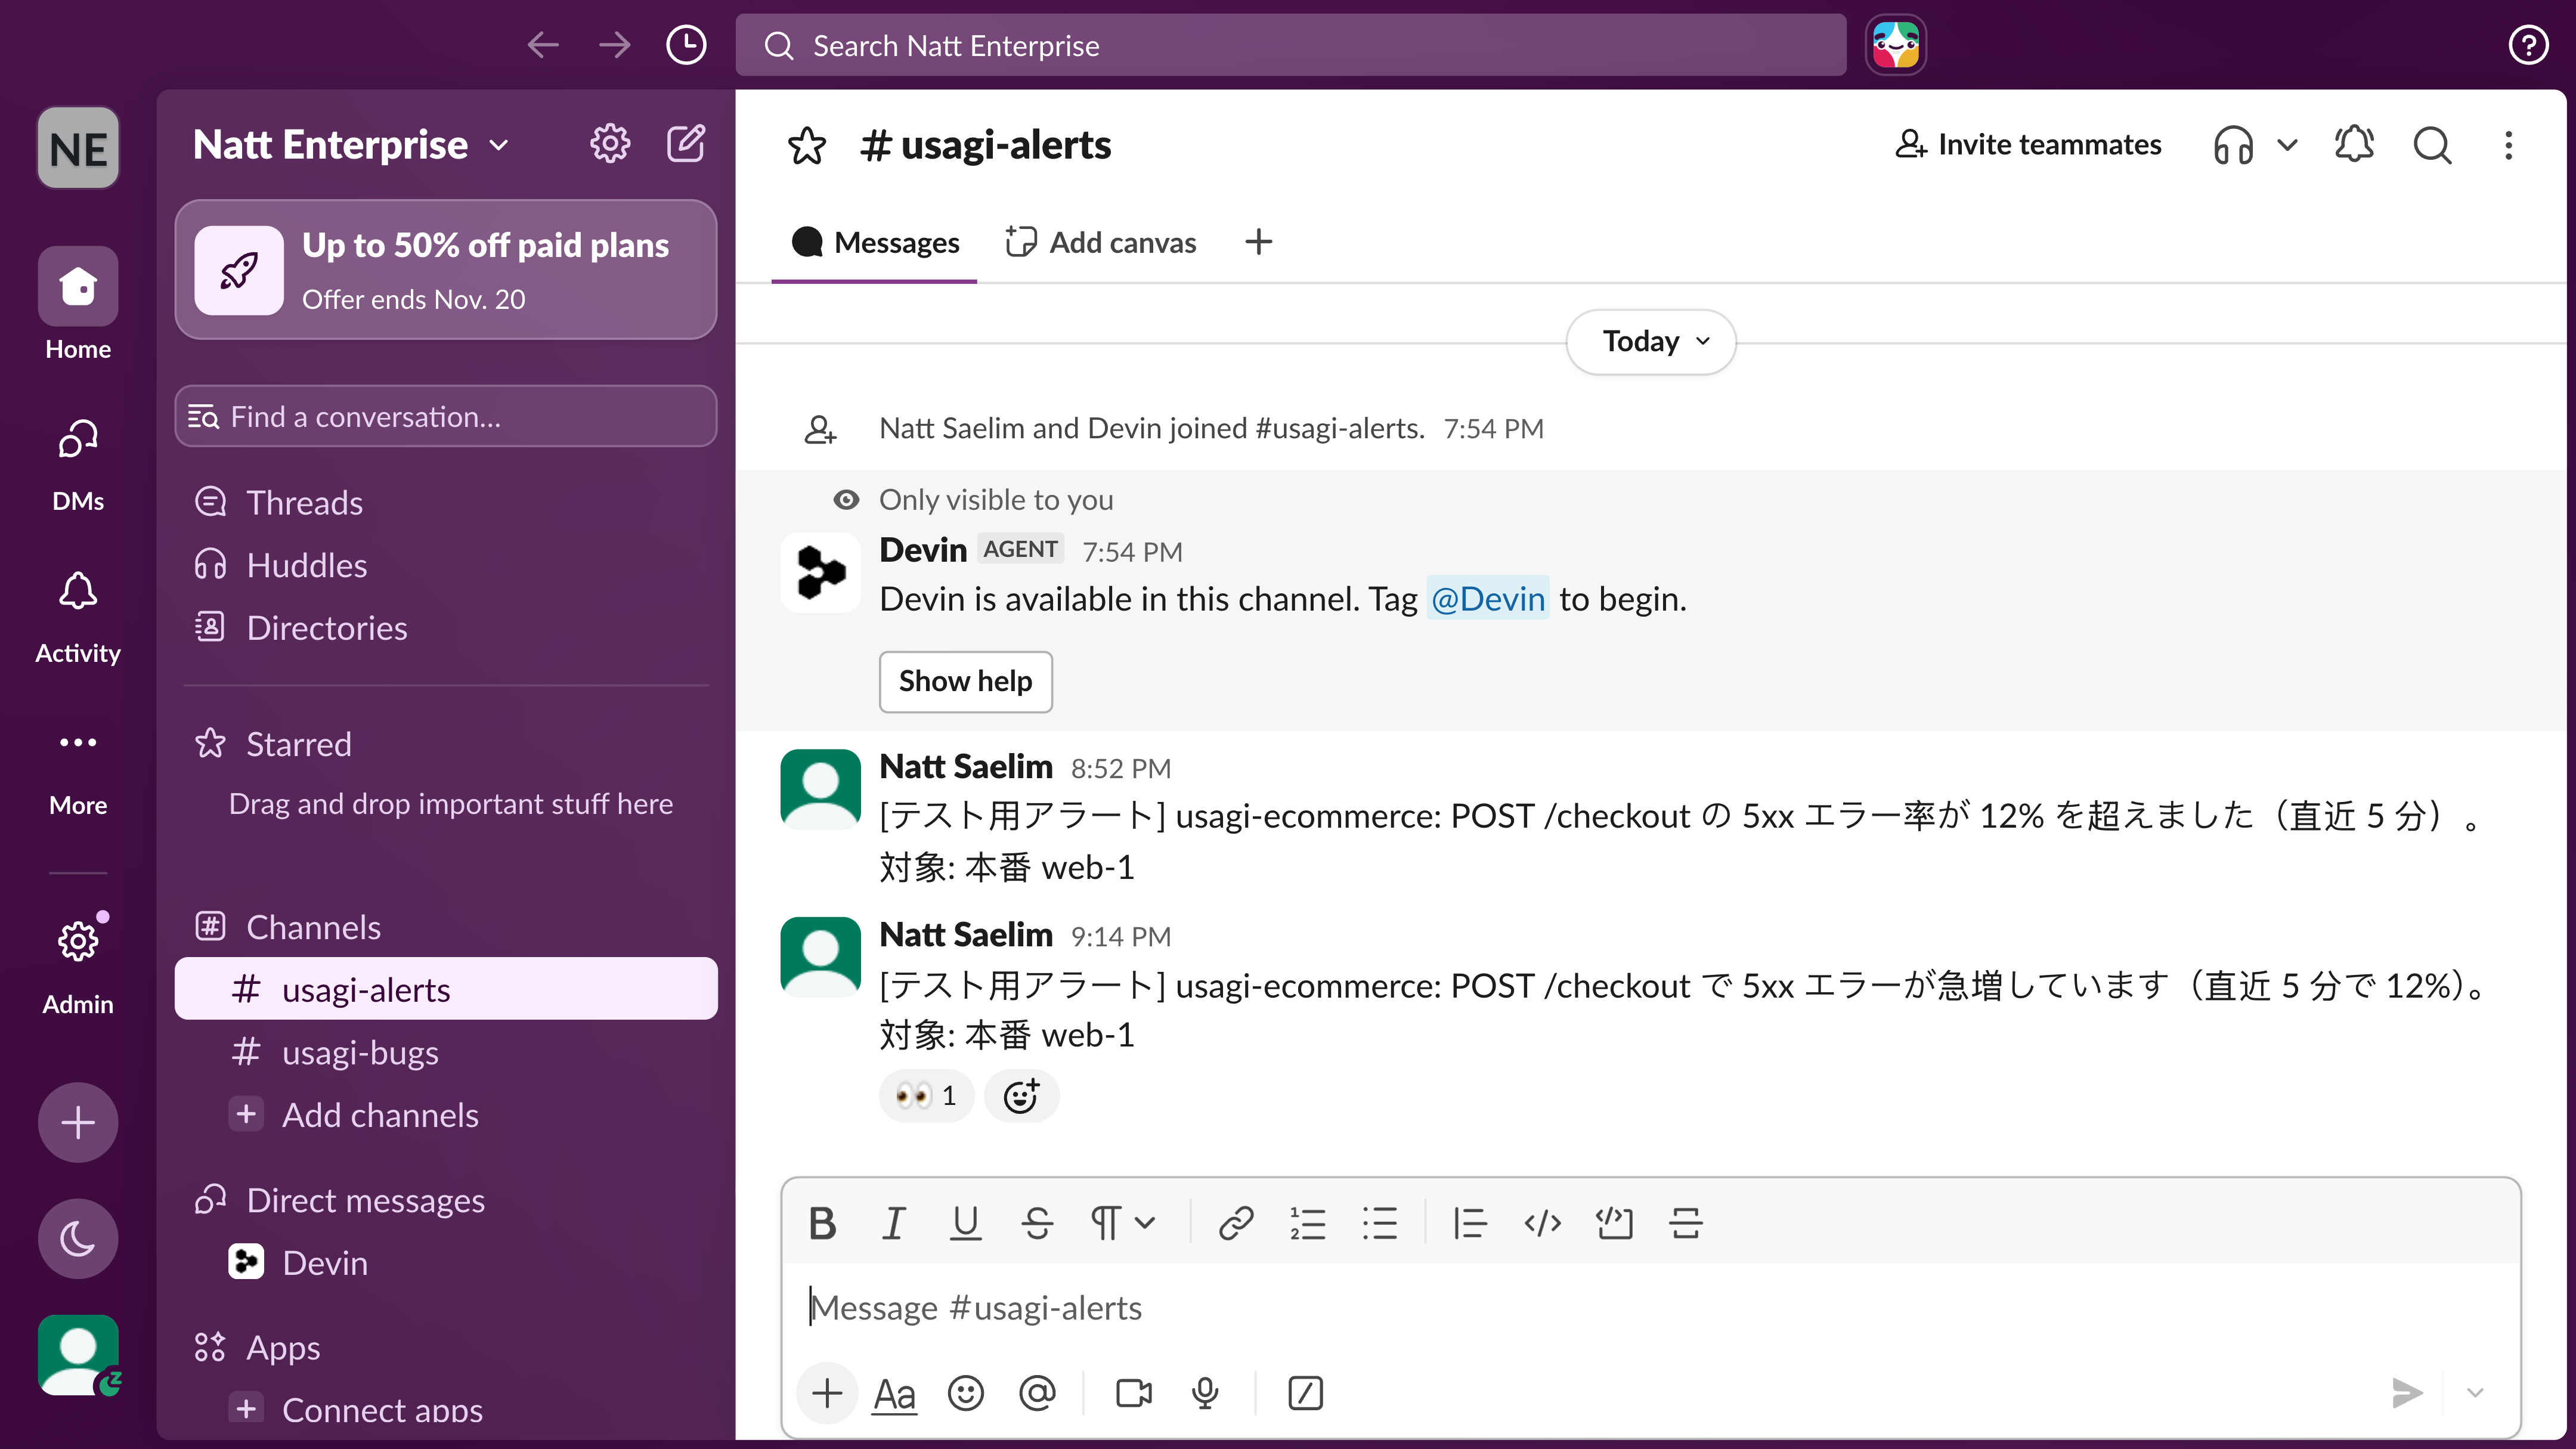 Search Natt Enterprise
NE
Home
DMs
Activity
More
Admin
Natt Enterprise
Up to 50% off paid plans
Offer ends Nov. 20
Find a conversation...
Threads
Huddles
Directories
Starred
Drag and drop important stuff here
Channels
# usagi-alerts
# usagi-bugs
Add channels
Direct messages
Devin
Apps
Connect apps
# usagi-alerts
Invite teammates
Messages
Add canvas
Today
Natt Saelim and Devin joined #usagi-alerts. 7:54 PM
Only visible to you
Devin AGENT 7:54 PM
Devin is available in this channel. Tag @Devin to begin.
Show help
Natt Saelim 8:52 PM
[テスト用アラート] usagi-ecommerce: POST /checkout の 5xx エラー率が 12% を超えました（直近 5 分）。
対象: 本番 web-1
Natt Saelim 9:14 PM
[テスト用アラート] usagi-ecommerce: POST /checkout で 5xx エラーが急増しています（直近 5 分で 12%）。
対象: 本番 web-1
👀 1
Message #usagi-alerts
Aa